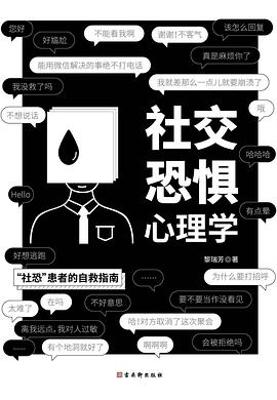 您好
该怎么回复
好尴尬
不能看我啊
谢谢！不客气
真是麻烦你了
能用微信解决的事绝不打电话
我没救了吗
我就差那么一点儿就要崩溃了
哦
不想说话
社交
恐惧
心理学
哈哈哈
Hello
有点晕
黎瑞芳◎著
好想逃跑
“社恐”患者的自救指南
……
为什么要打招呼
在吗
不好意思
要不要当作没看见
太难了
离我远点，我对人过敏
哈！对方取消了这次聚会
……
有个地洞就好了
啊啊啊
会被拒绝吗